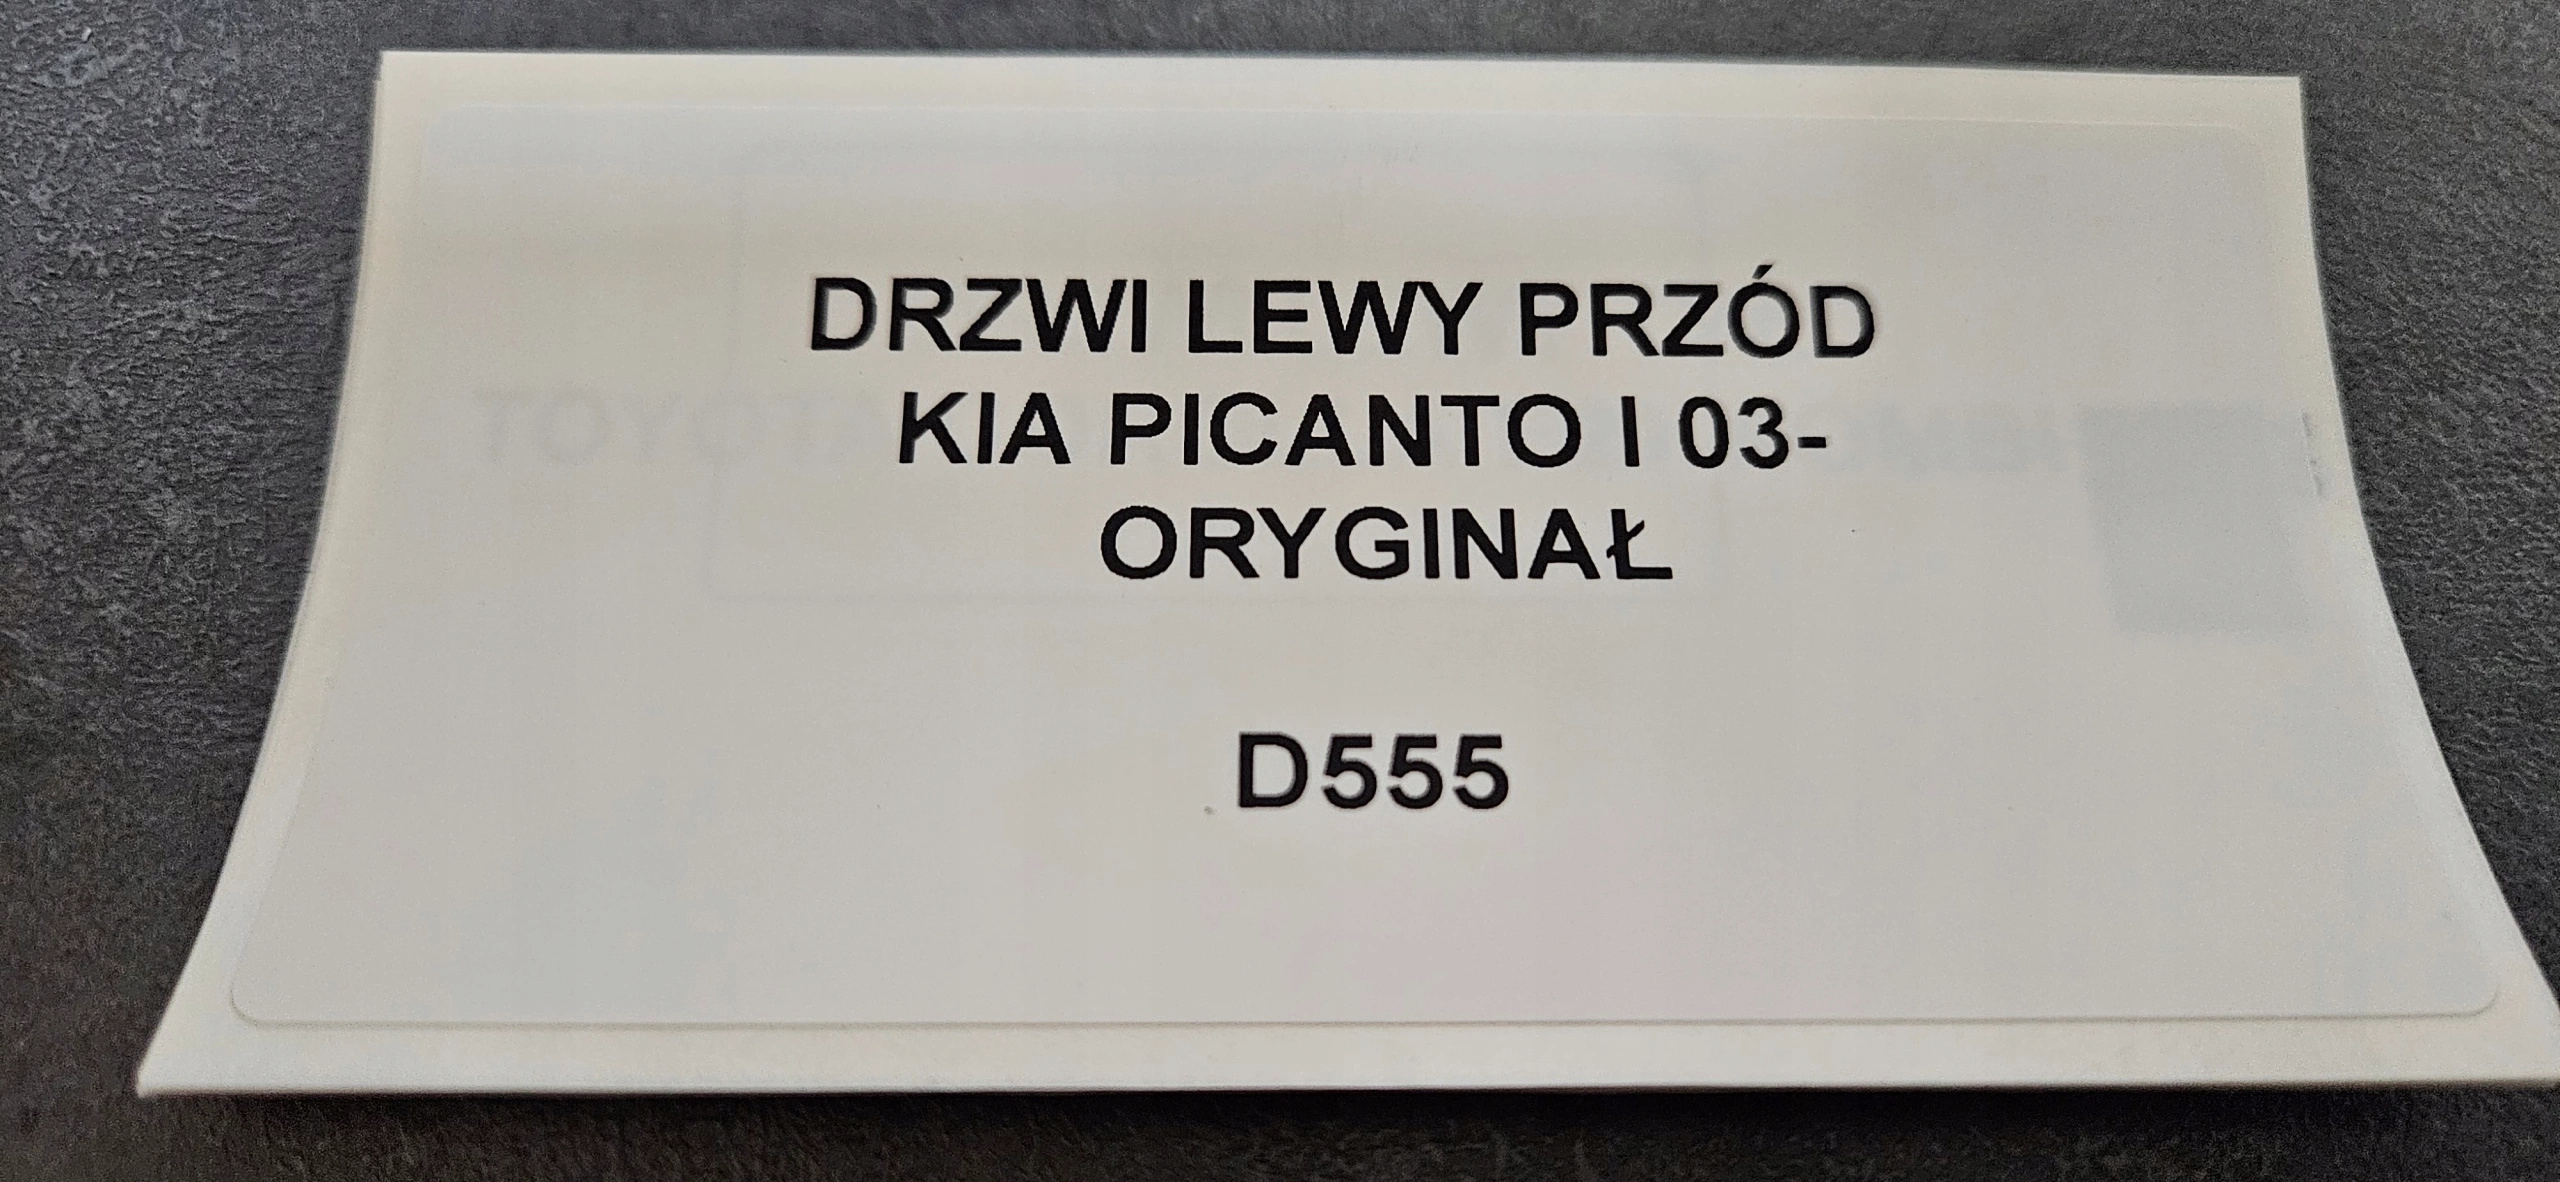 DRZWI LEWY PRZÓD
KIA PICANTO I 03-
ORYGINAŁ
D555